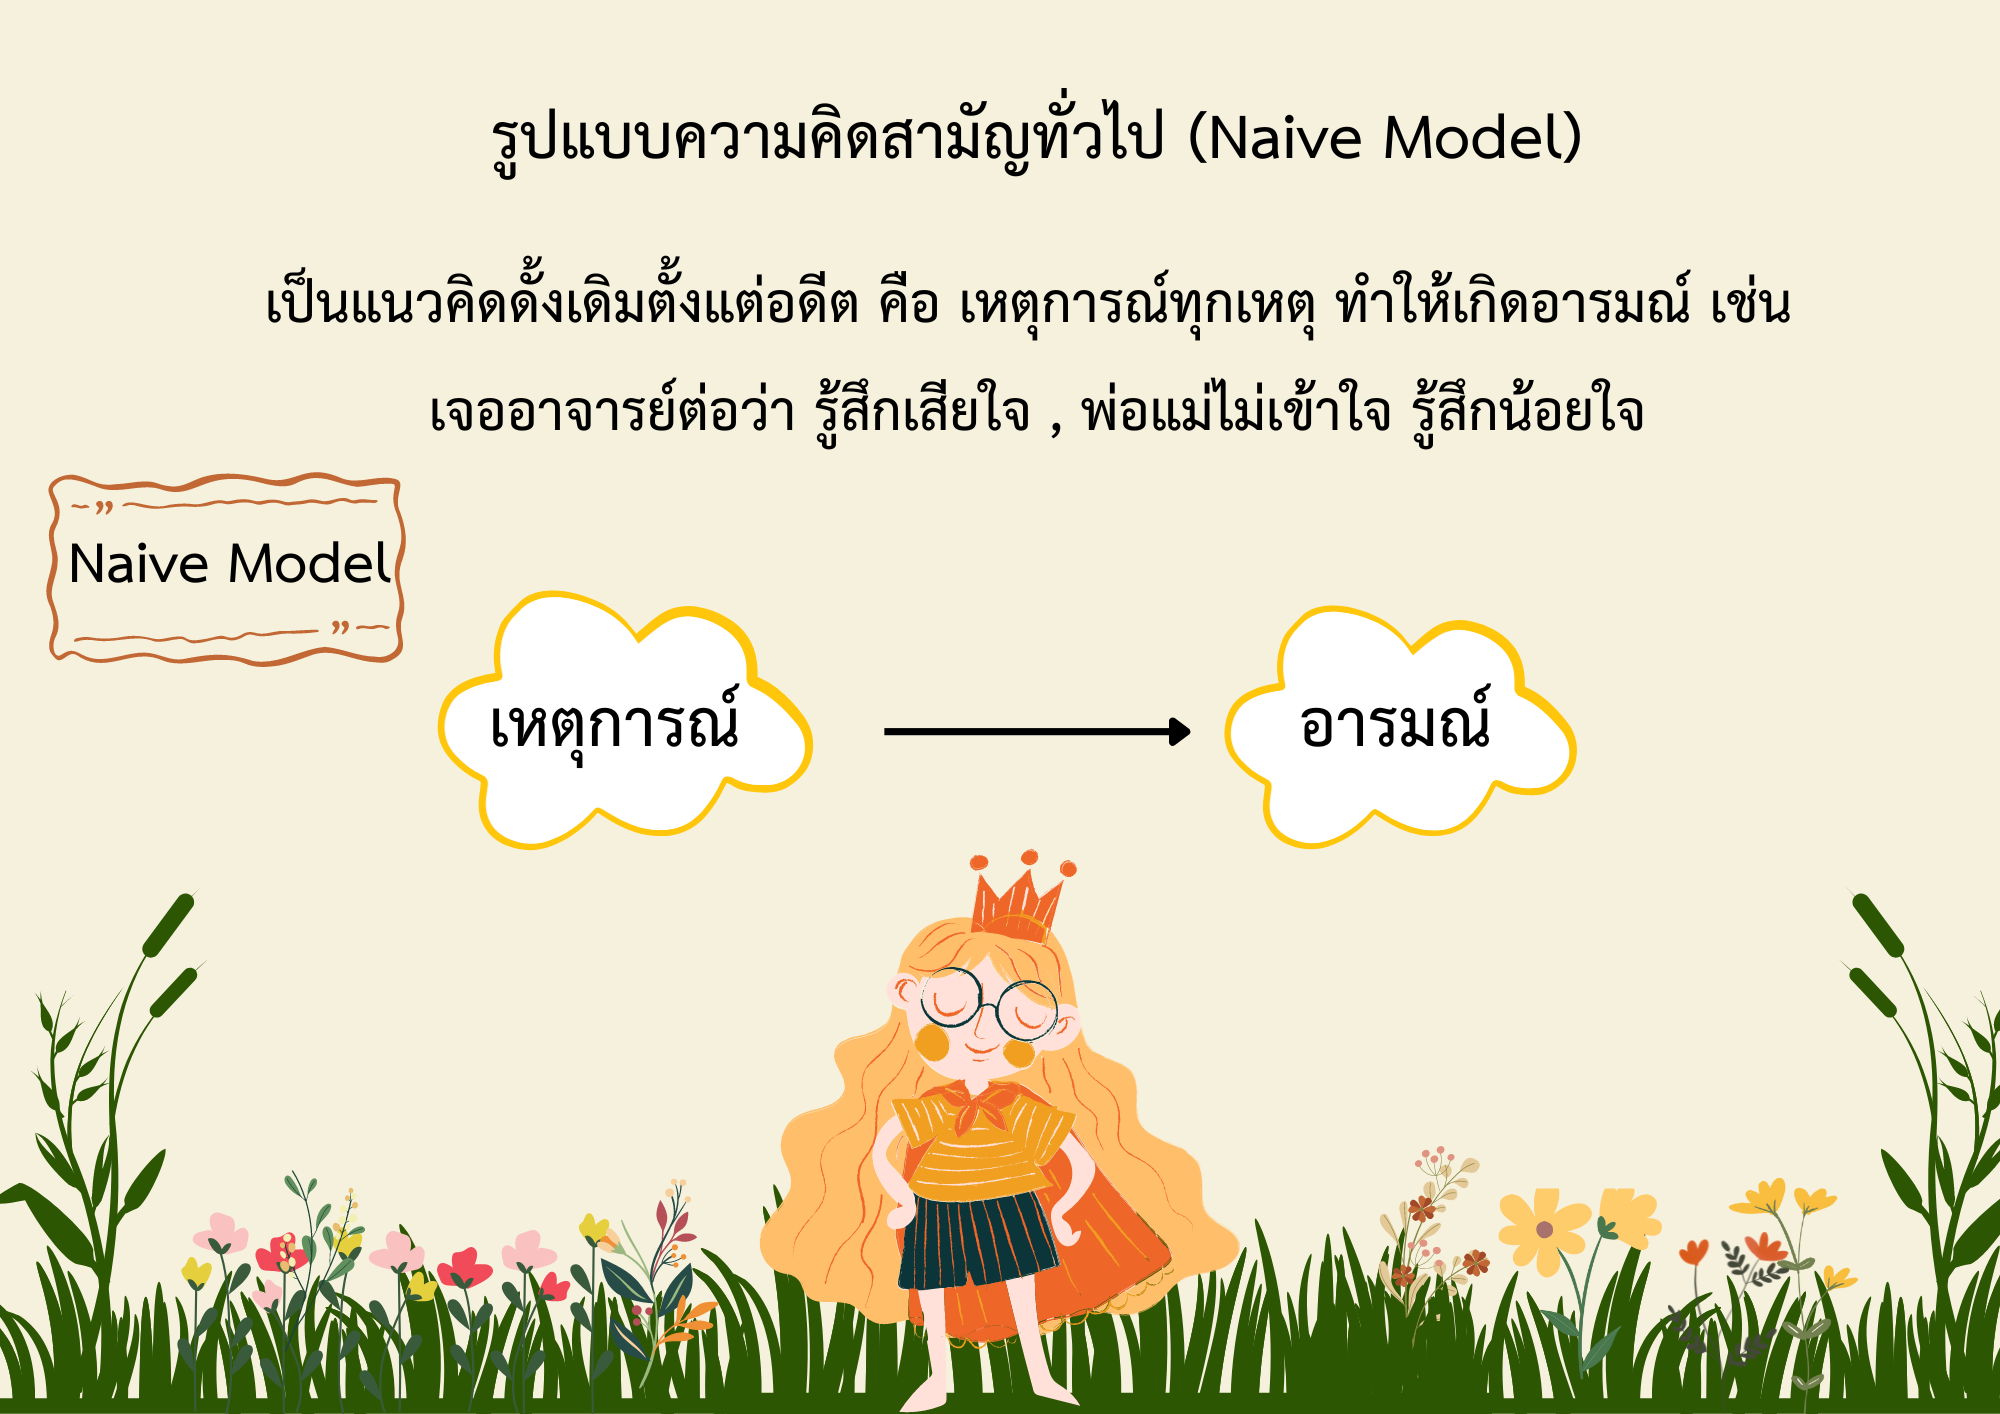 รูปแบบความคิดสามัญทั่วไป (Naive Model)
เป็นแนวคิดดั้งเดิมตั้งแต่อดีต คือ เหตุการณ์ทุกเหตุ ทำให้เกิดอารมณ์ เช่น
เจออาจารย์ต่อว่า รู้สึกเสียใจ , พ่อแม่ไม่เข้าใจ รู้สึกน้อยใจ
Naive Model
เหตุการณ์
อารมณ์